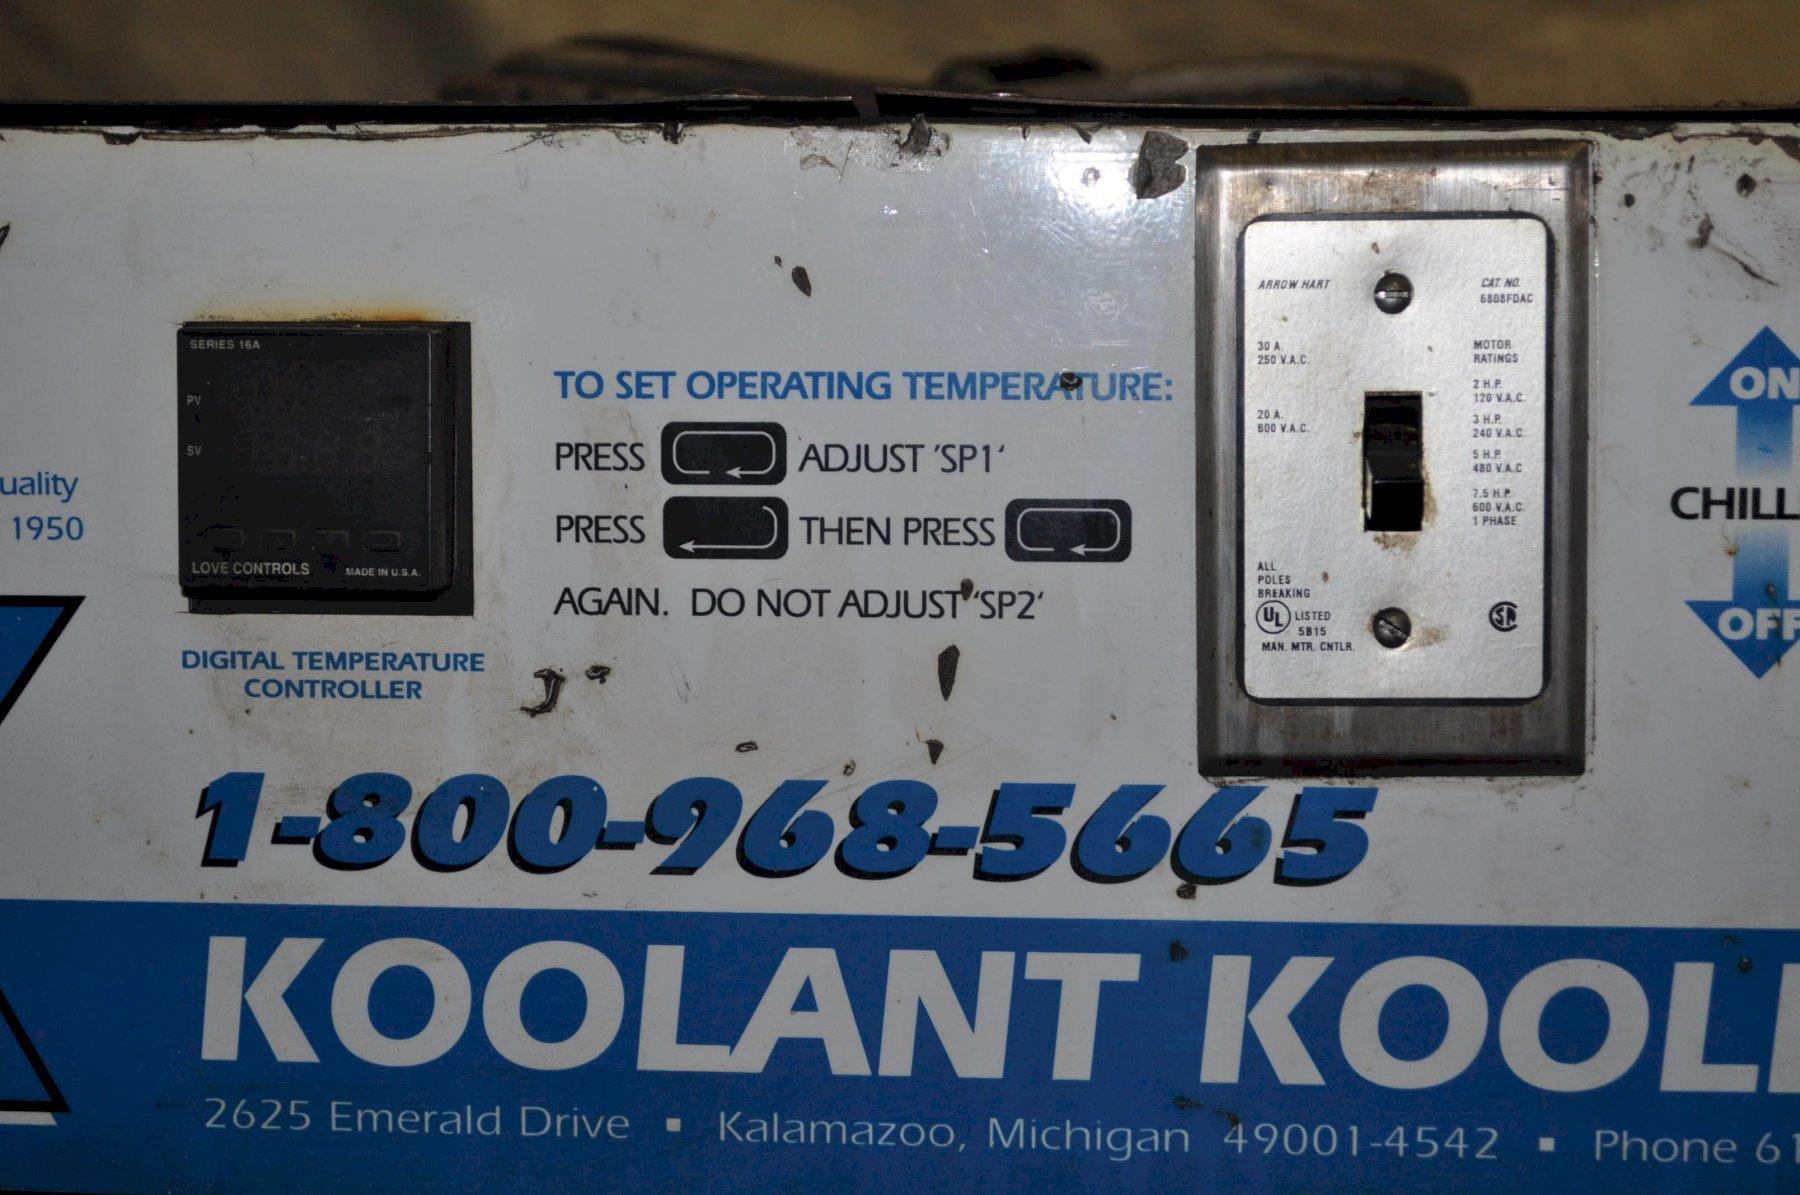 uality
1950
SERIES 16A
PV
SV
LOVE CONTROLS MADE IN U.S.A.
DIGITAL TEMPERATURE
CONTROLLER
TO SET OPERATING TEMPERATURE:
PRESS ADJUST 'SP1'
PRESS THEN PRESS
AGAIN. DO NOT ADJUST 'SP2'
ARROW HART
CAT. NO.
6808FDAC
30 A.
250 V.A.C.
20 A.
600 V.A.C.
MOTOR
RATINGS
2 H.P.
120 V.A.C.
3 H.P.
240 V.A.C.
5 H.P.
480 V.A.C
7.5 H.P.
600 V.A.C.
1 PHASE
ALL
POLES
BREAKING
UL LISTED
5B15
MAN. MTR. CNTLR.
SA
ON
CHILL
OFF
1-800-968-5665
KOOLANT KOOL
2625 Emerald Drive ▪ Kalamazoo, Michigan 49001-4542 ▪ Phone 61